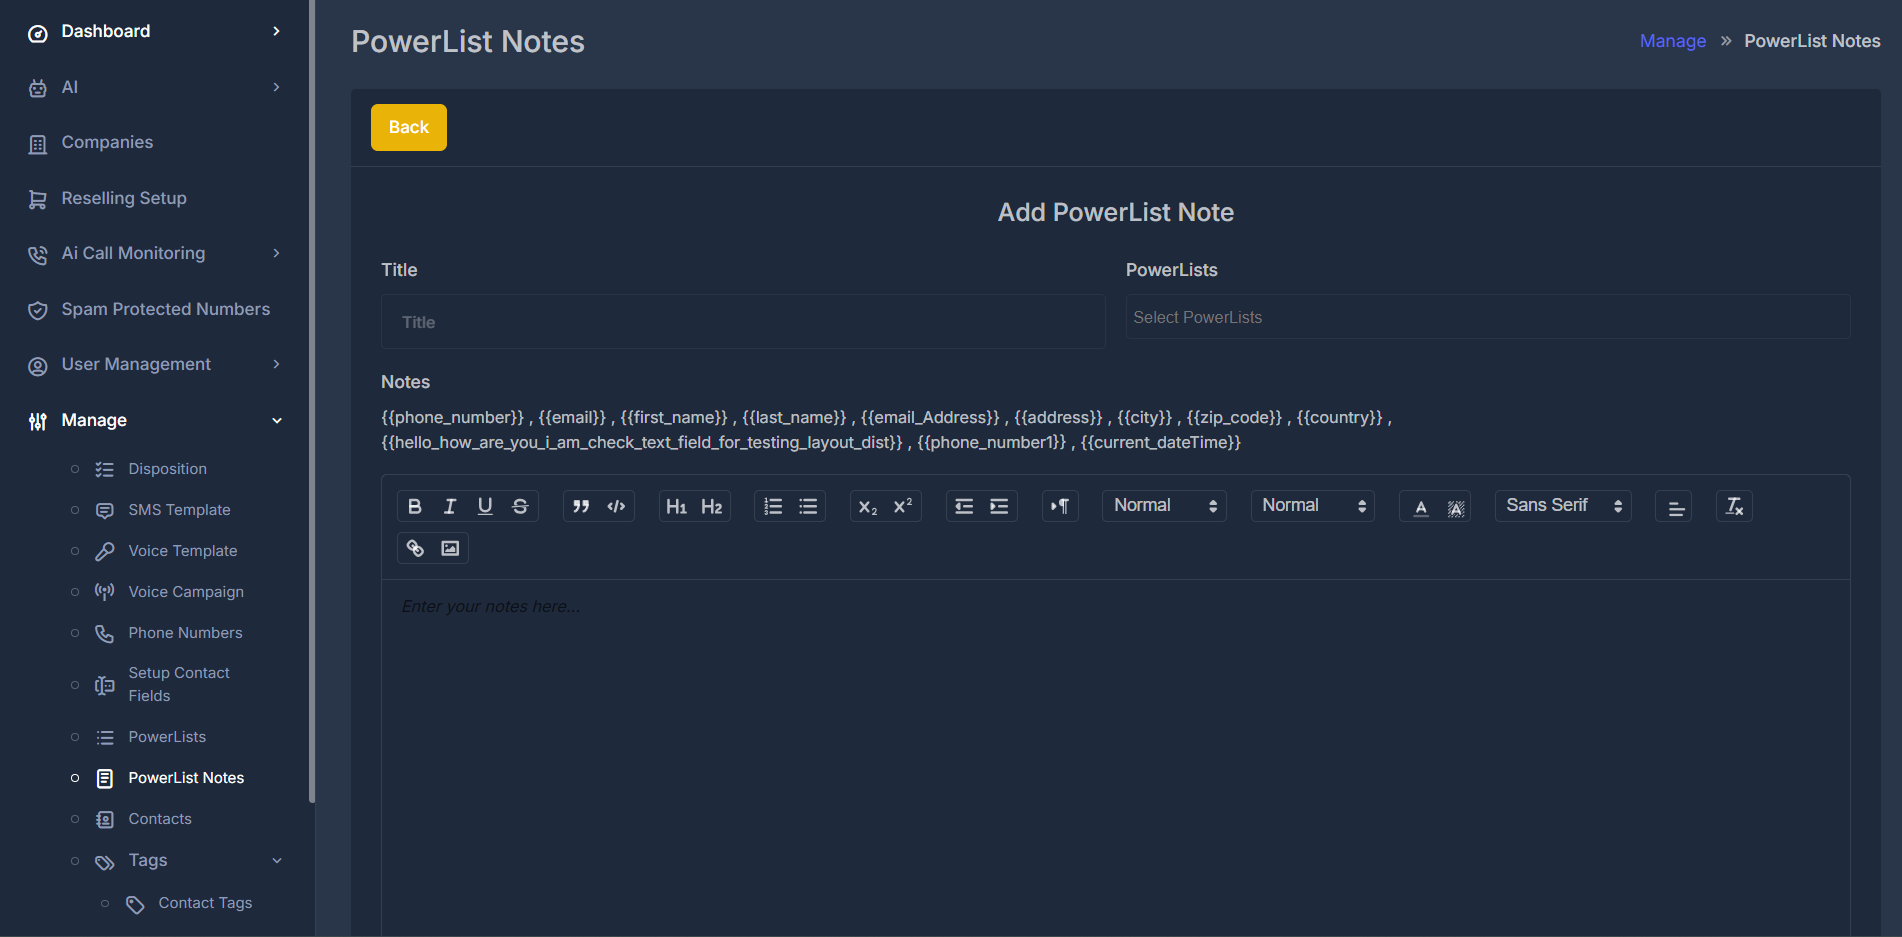 Dashboard
AI
Companies
Reselling Setup
Ai Call Monitoring
Spam Protected Numbers
User Management
Manage
Disposition
SMS Template
Voice Template
Voice Campaign
Phone Numbers
Setup Contact
Fields
PowerLists
PowerList Notes
Contacts
Tags
Contact Tags
PowerList Notes
Manage » PowerList Notes
Back
Add PowerList Note
Title
Title
PowerLists
Select PowerLists
Notes
{{phone_number}} , {{email}} , {{first_name}} , {{last_name}} , {{email_Address}} , {{address}} , {{city}} , {{zip_code}} , {{country}} ,
{{hello_how_are_you_i_am_check_text_field_for_testing_layout_dist}} , {{phone_number1}} , {{current_dateTime}}
B I U S H1 H2 X2 X2 Normal Normal A A Sans Serif Tx
Enter your notes here...